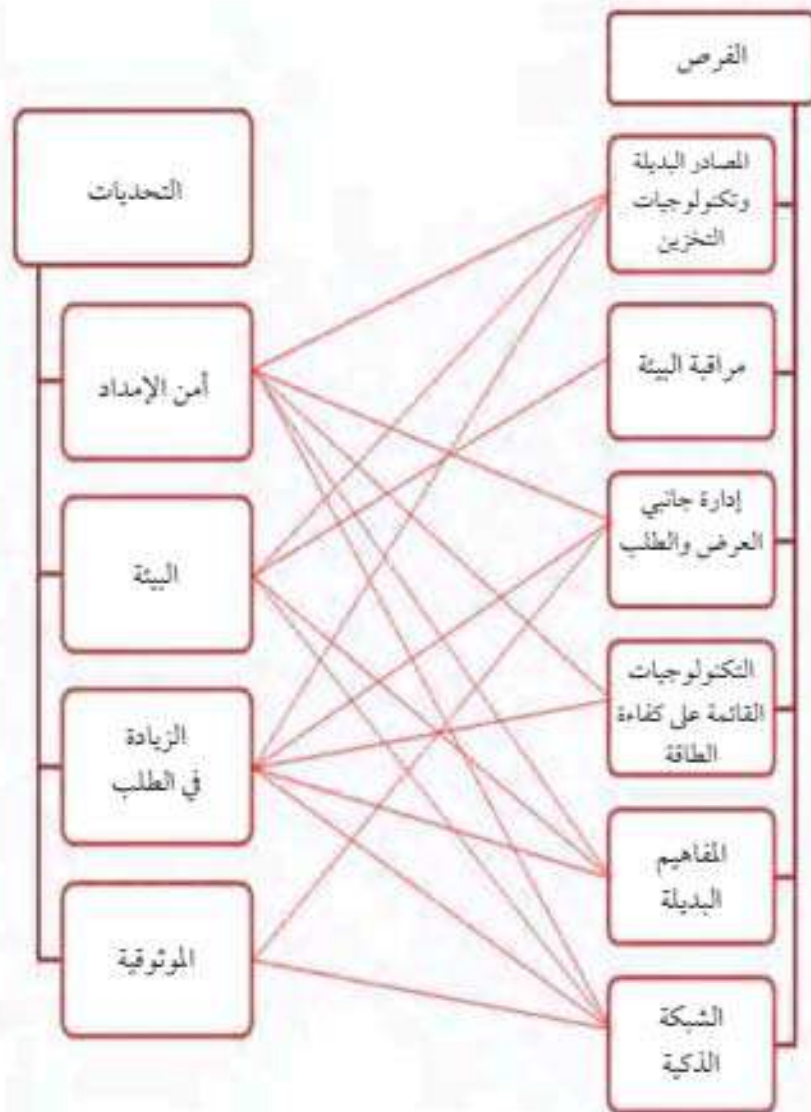 الفرص
المصادر البديلة
وتكنولوجيات
التخزين
مراقبة البيئة
إدارة جانبي
العرض والطلب
التكنولوجيات
القائمة على كفاءة
الطاقة
المفاهيم
البديلة
الشبكة
الذكية
التحديات
أمن الإمداد
البيئة
الزيادة
في الطلب
الموثوقية